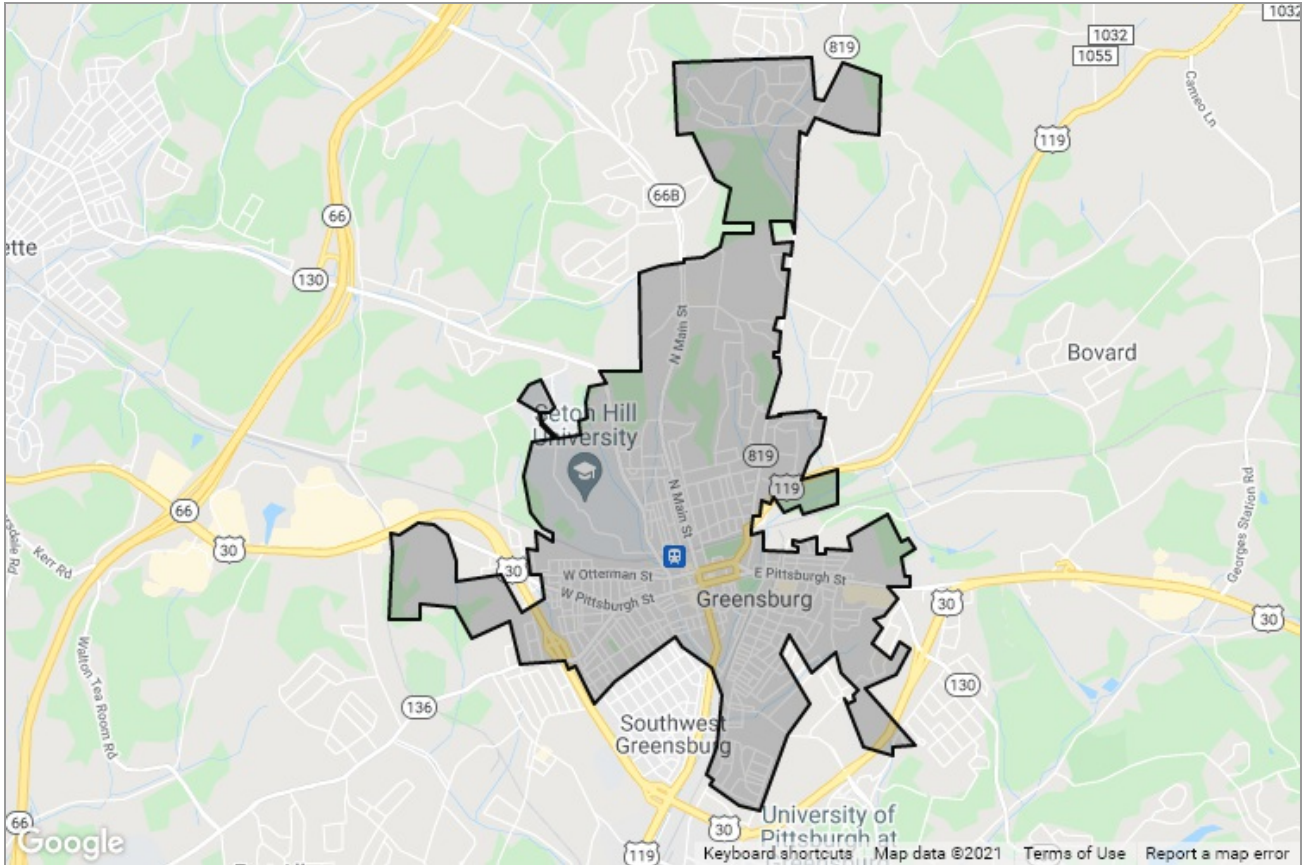 1032
819
1032
1055
119
Cameo Ln
66B
66
ette
130
N Main St
Bovard
Seton Hill
University
819
119
N Main St
Georges Station Rd
66
30
rsdale Rd
Kerr Rd
30
W Otterman St
E Pittsburgh St
W Pittsburgh St
Greensburg
30
30
Walton Tea Room Rd
136
130
Southwest
Greensburg
66
Google
30
119
University of
Pittsburgh at
Keyboard shortcuts
Map data ©2021
Terms of Use
Report a map error